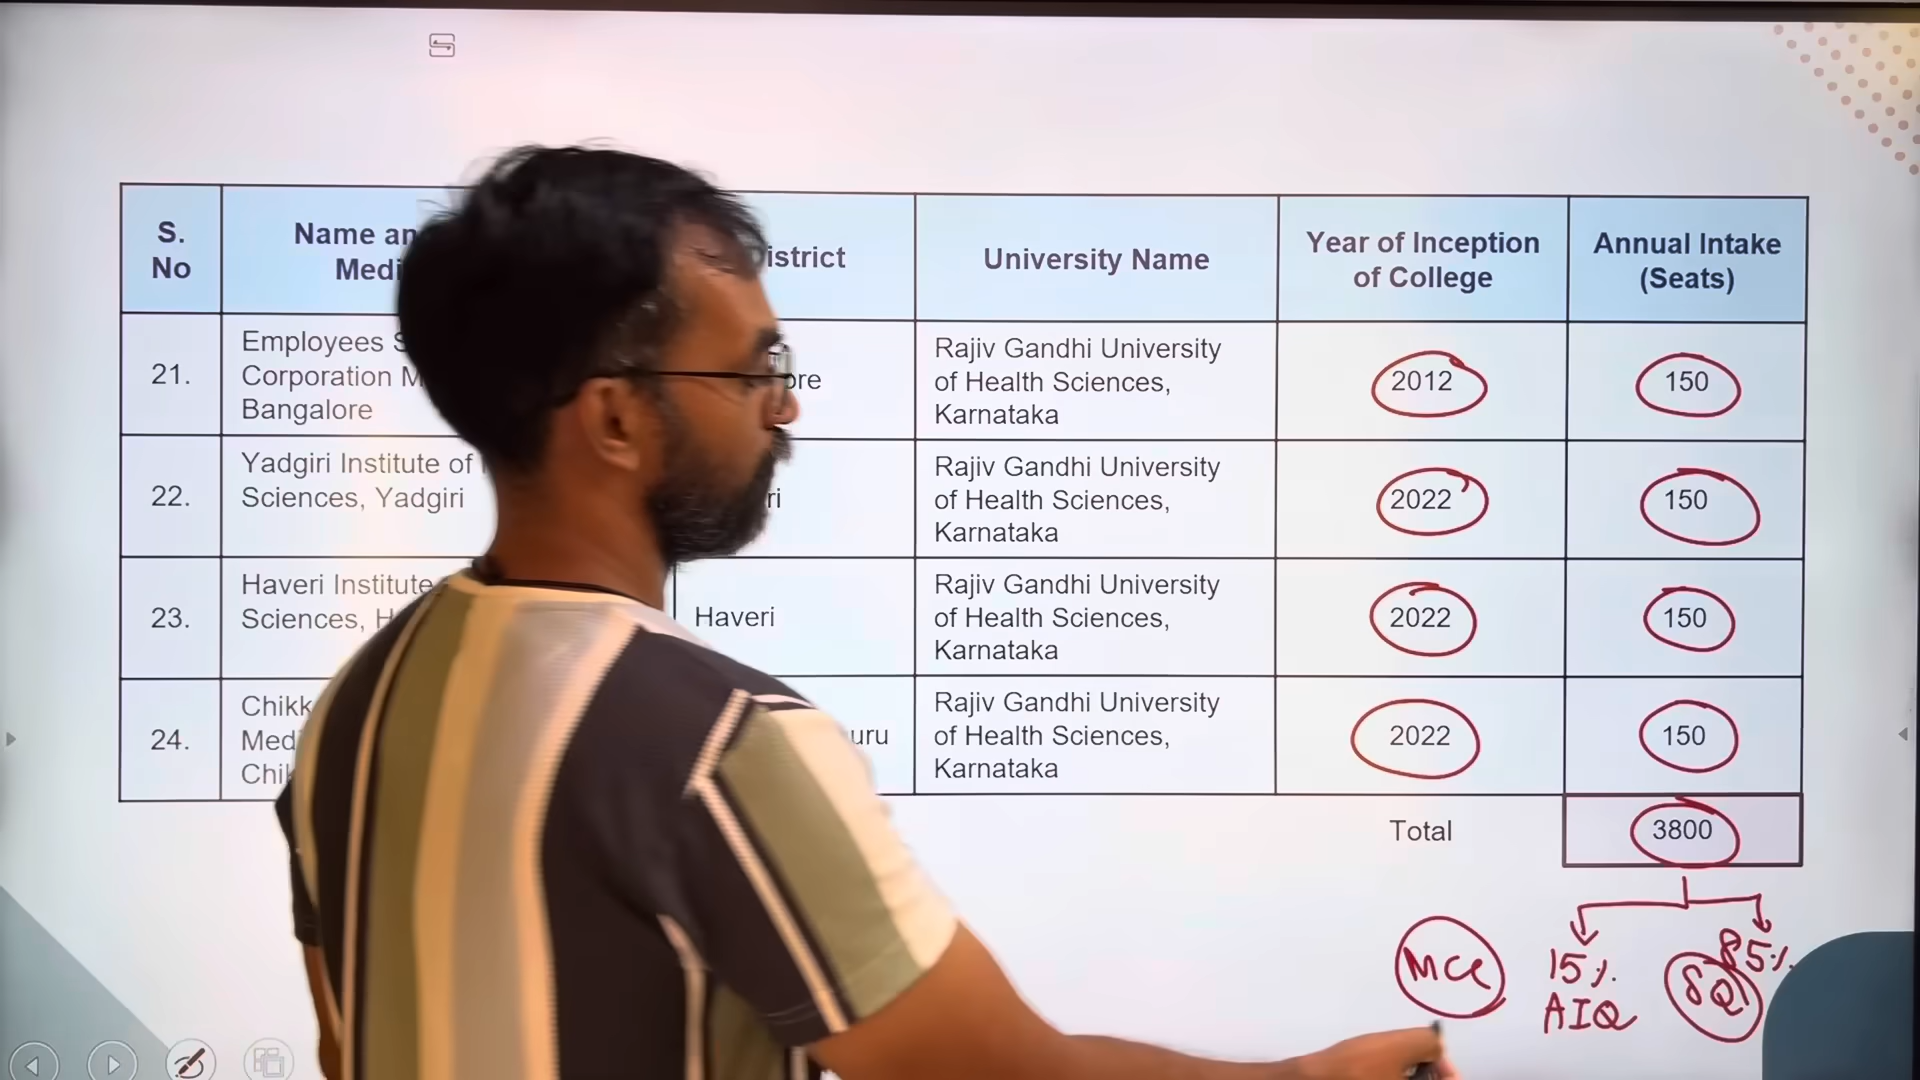 S. No
Name an
Medi
istrict
University Name
Year of Inception
of College
Annual Intake
(Seats)
21.
Employees S
Corporation M
Bangalore
ore
Rajiv Gandhi University
of Health Sciences,
Karnataka
2012
150
22.
Yadgiri Institute of
Sciences, Yadgiri
ri
Rajiv Gandhi University
of Health Sciences,
Karnataka
2022
150
23.
Haveri Institute
Sciences, H
Haveri
Rajiv Gandhi University
of Health Sciences,
Karnataka
2022
150
24.
Chikk
Med
Chik
uru
Rajiv Gandhi University
of Health Sciences,
Karnataka
2022
150
Total
3800
MCC
15%
AIQ
85%
SQ